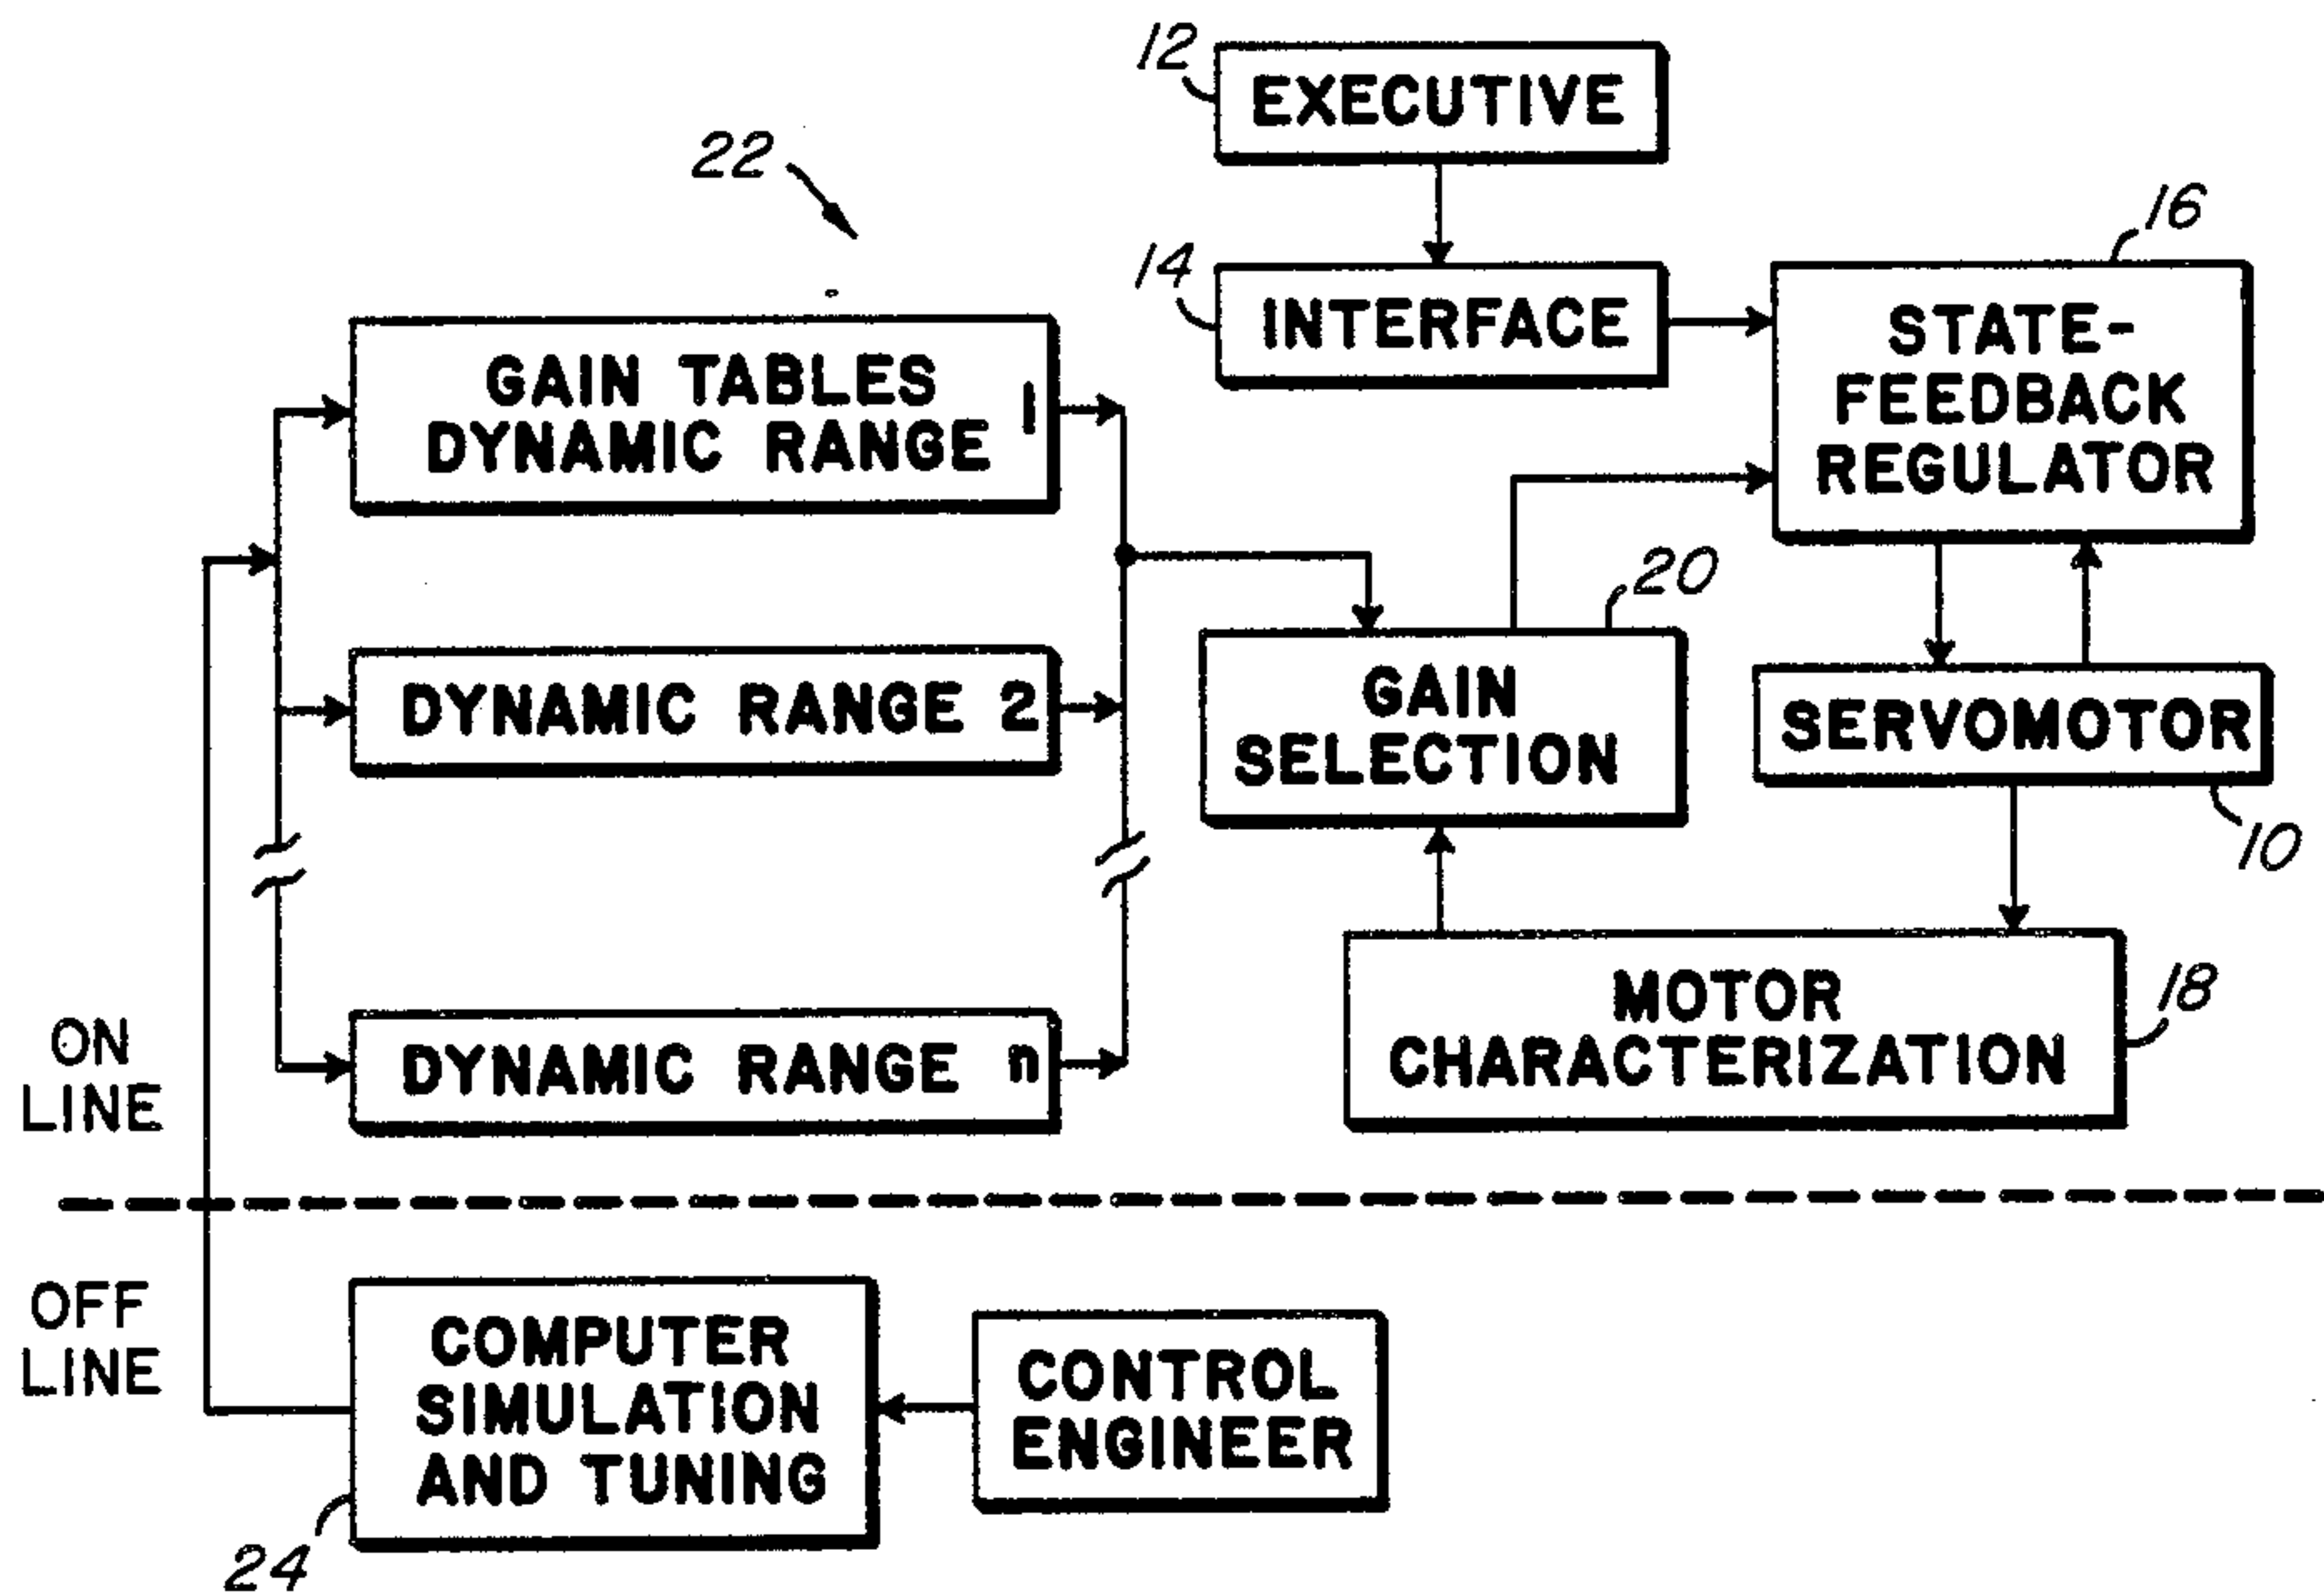 12
EXECUTIVE
22
14
INTERFACE
16
STATE-
FEEDBACK
REGULATOR
GAIN TABLES
DYNAMIC RANGE 1
20
GAIN
SELECTION
DYNAMIC RANGE 2
SERVOMOTOR
10
MOTOR
CHARACTERIZATION
18
DYNAMIC RANGE n
ON
LINE
OFF
LINE
COMPUTER
SIMULATION
AND TUNING
CONTROL
ENGINEER
24